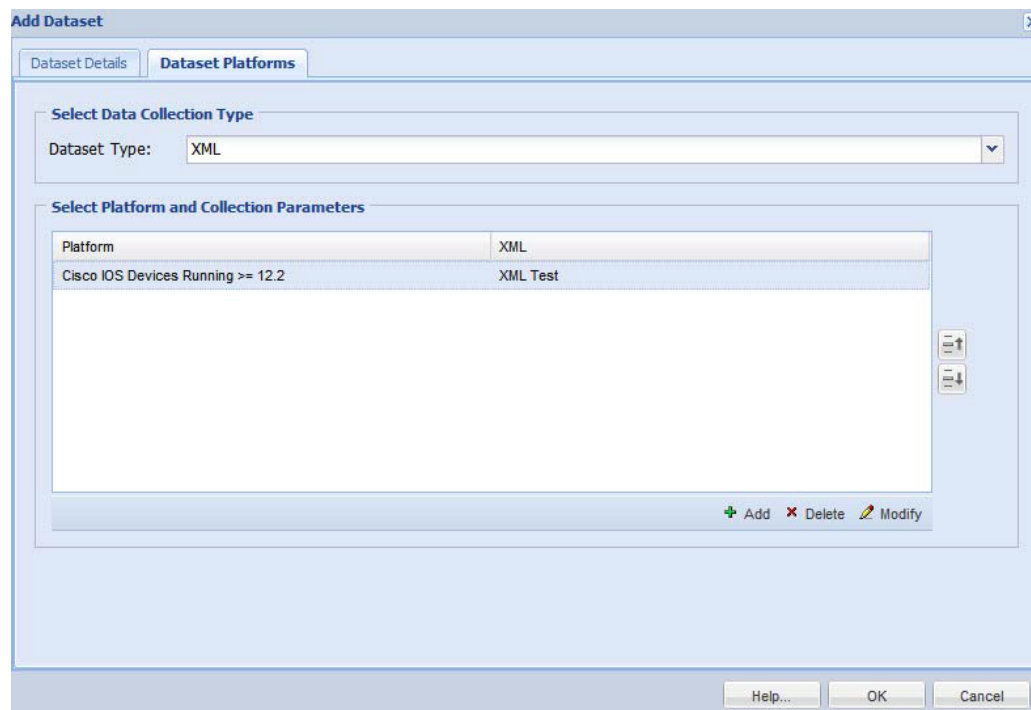 Add Dataset
Dataset Details Dataset Platforms
Select Data Collection Type
Dataset Type: XML
Select Platform and Collection Parameters
Platform XML
Cisco IOS Devices Running >= 12.2 XML Test
Add Delete Modify
Help... OK Cancel